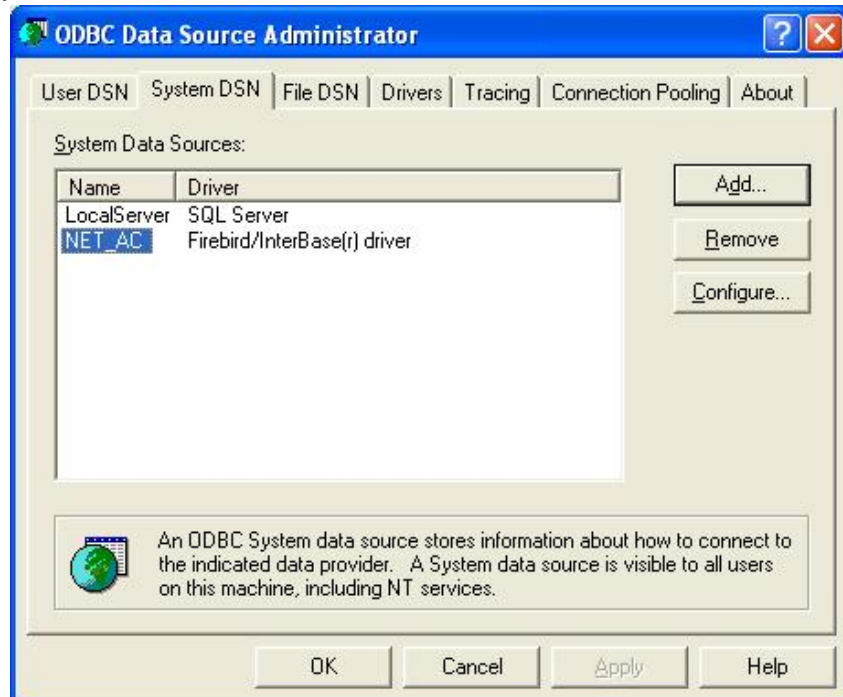 ODBC Data Source Administrator
User DSN System DSN File DSN Drivers Tracing Connection Pooling About
System Data Sources:
Name Driver
LocalServer SQL Server
NET_AC Firebird/InterBase(r) driver
Add...
Remove
Configure...
An ODBC System data source stores information about how to connect to
the indicated data provider. A System data source is visible to all users
on this machine, including NT services.
OK Cancel Apply Help